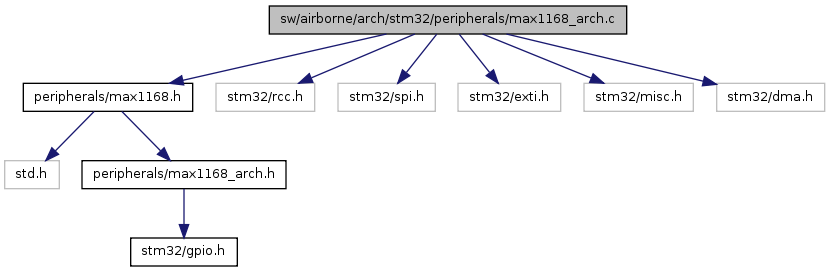 sw/airborne/arch/stm32/peripherals/max1168_arch.c
peripherals/max1168.h
stm32/rcc.h
stm32/spi.h
stm32/exti.h
stm32/misc.h
stm32/dma.h
std.h
peripherals/max1168_arch.h
stm32/gpio.h